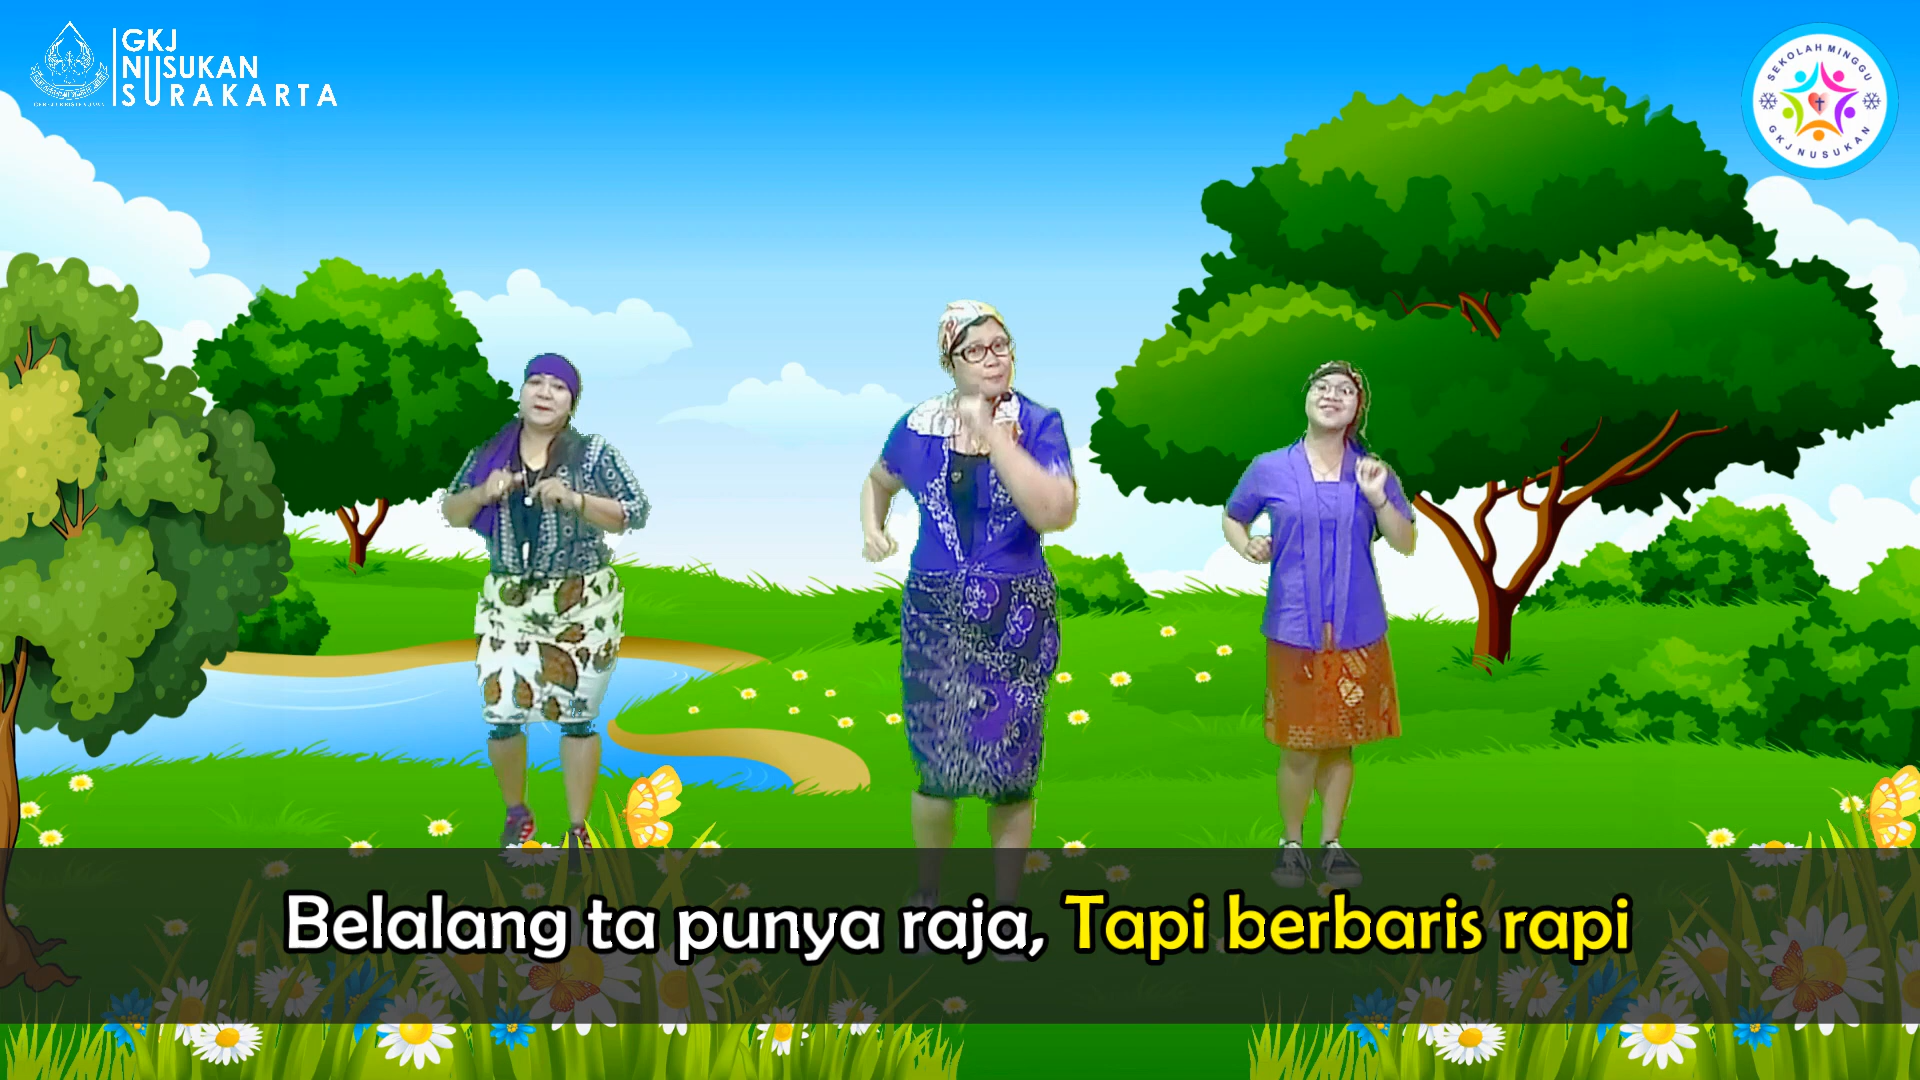 GKJ
NUSUKAN
SURAKARTA
SEKOLAH MINGGU
GKJ NUSUKAN
Belalang ta punya raja, Tapi berbaris rapi